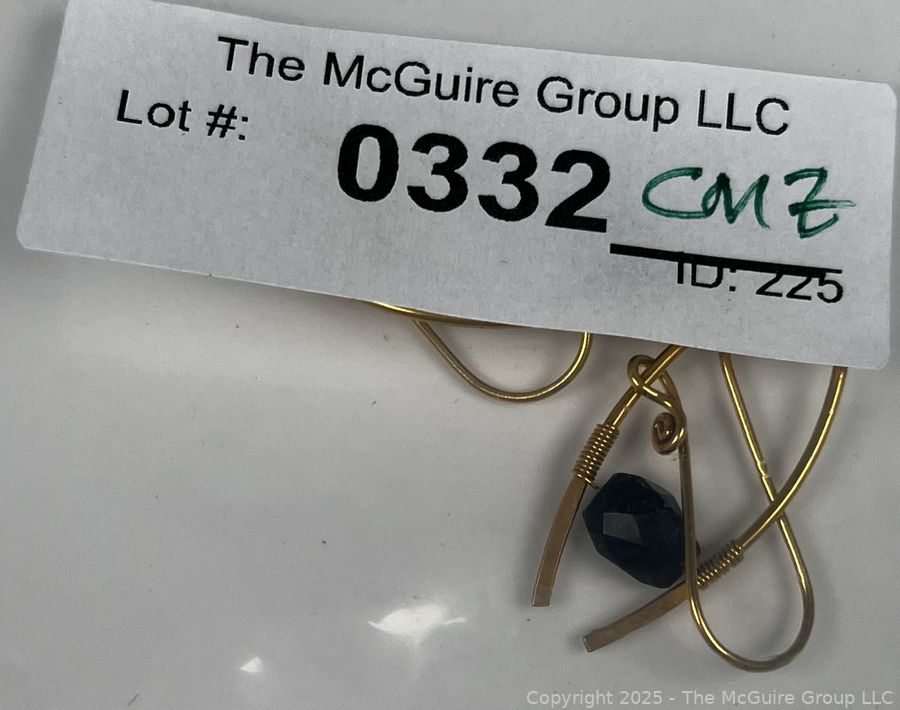 The McGuire Group LLC
Lot #:
0332 CMZ
ID: 225
Copyright 2025 - The McGuire Group LLC